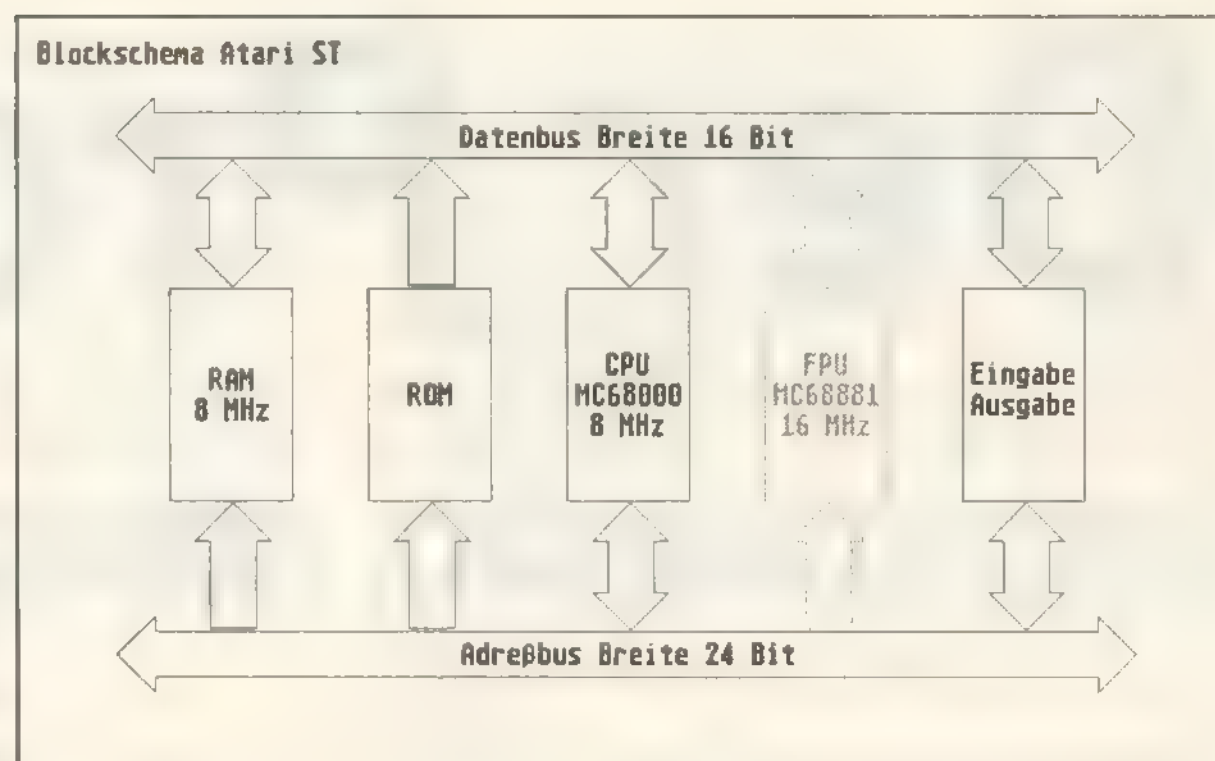 Blockschema Atari ST
Datenbus Breite 16 Bit
RAM
8 MHz
ROM
CPU
MC68000
8 MHz
FPU
MC68881
16 MHz
Eingabe
Ausgabe
Adreßbus Breite 24 Bit